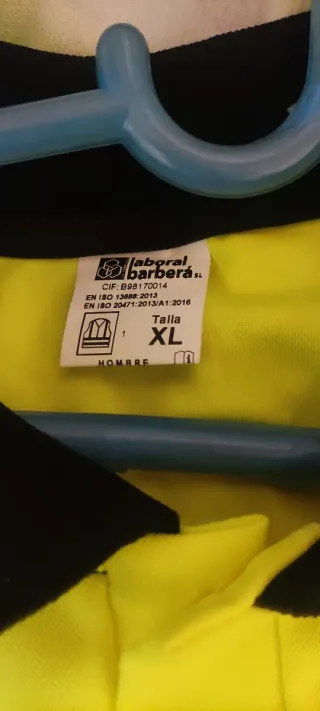 laboral
barberá SL
CIF: B98170014
EN ISO 13688:2013
EN ISO 20471:2013/A1:2016
Talla
1
XL
HOMBRE
i